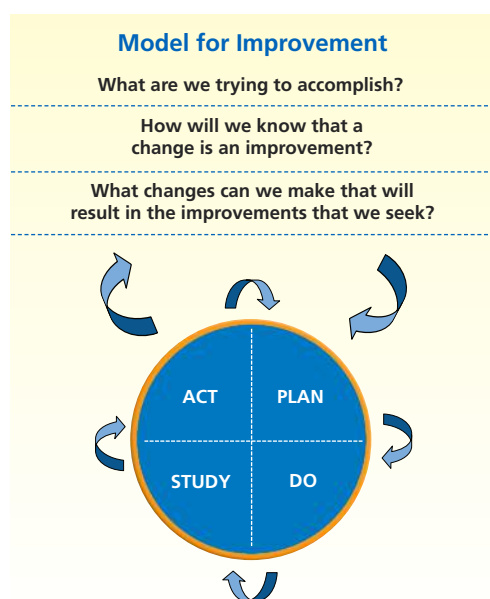 Model for Improvement
What are we trying to accomplish?
How will we know that a
change is an improvement?
What changes can we make that will
result in the improvements that we seek?
ACT
PLAN
STUDY
DO